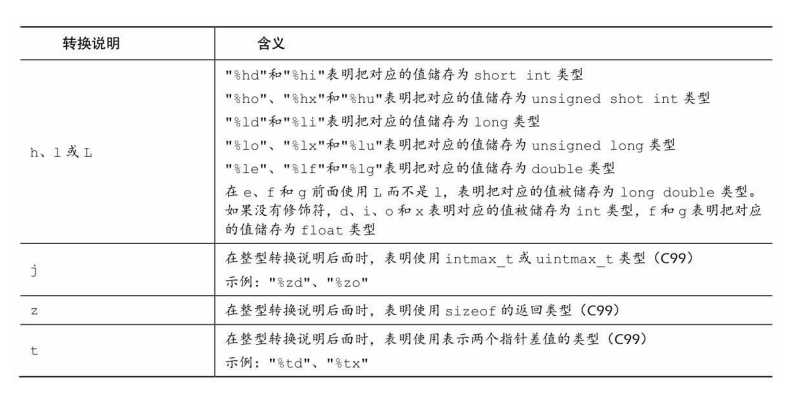 转换说明 含义
"%hd"和"%hi"表明把对应的值储存为 short int 类型
"%ho"、"%hx"和"%hu"表明把对应的值储存为 unsigned shot int 类型
"%ld"和"%li"表明把对应的值储存为 long 类型
"%lo"、"%lx"和"%lu"表明把对应的值储存为 unsigned long 类型
h、l 或 L
"%le"、"%lf"和"%lg"表明把对应的值储存为 double 类型
在 e、f 和 g 前面使用 L 而不是 l，表明把对应的值被储存为 long double 类型。
如果没有修饰符，d、i、o 和 x 表明对应的值被储存为 int 类型，f 和 g 表明把对应
的值储存为 float 类型
j
在整型转换说明后面时，表明使用 intmax_t 或 uintmax_t 类型（C99）
示例："%zd"、"%zo"
z 在整型转换说明后面时，表明使用 sizeof 的返回类型（C99）
t
在整型转换说明后面时，表明使用表示两个指针差值的类型（C99）
示例："%td"、"%tx"